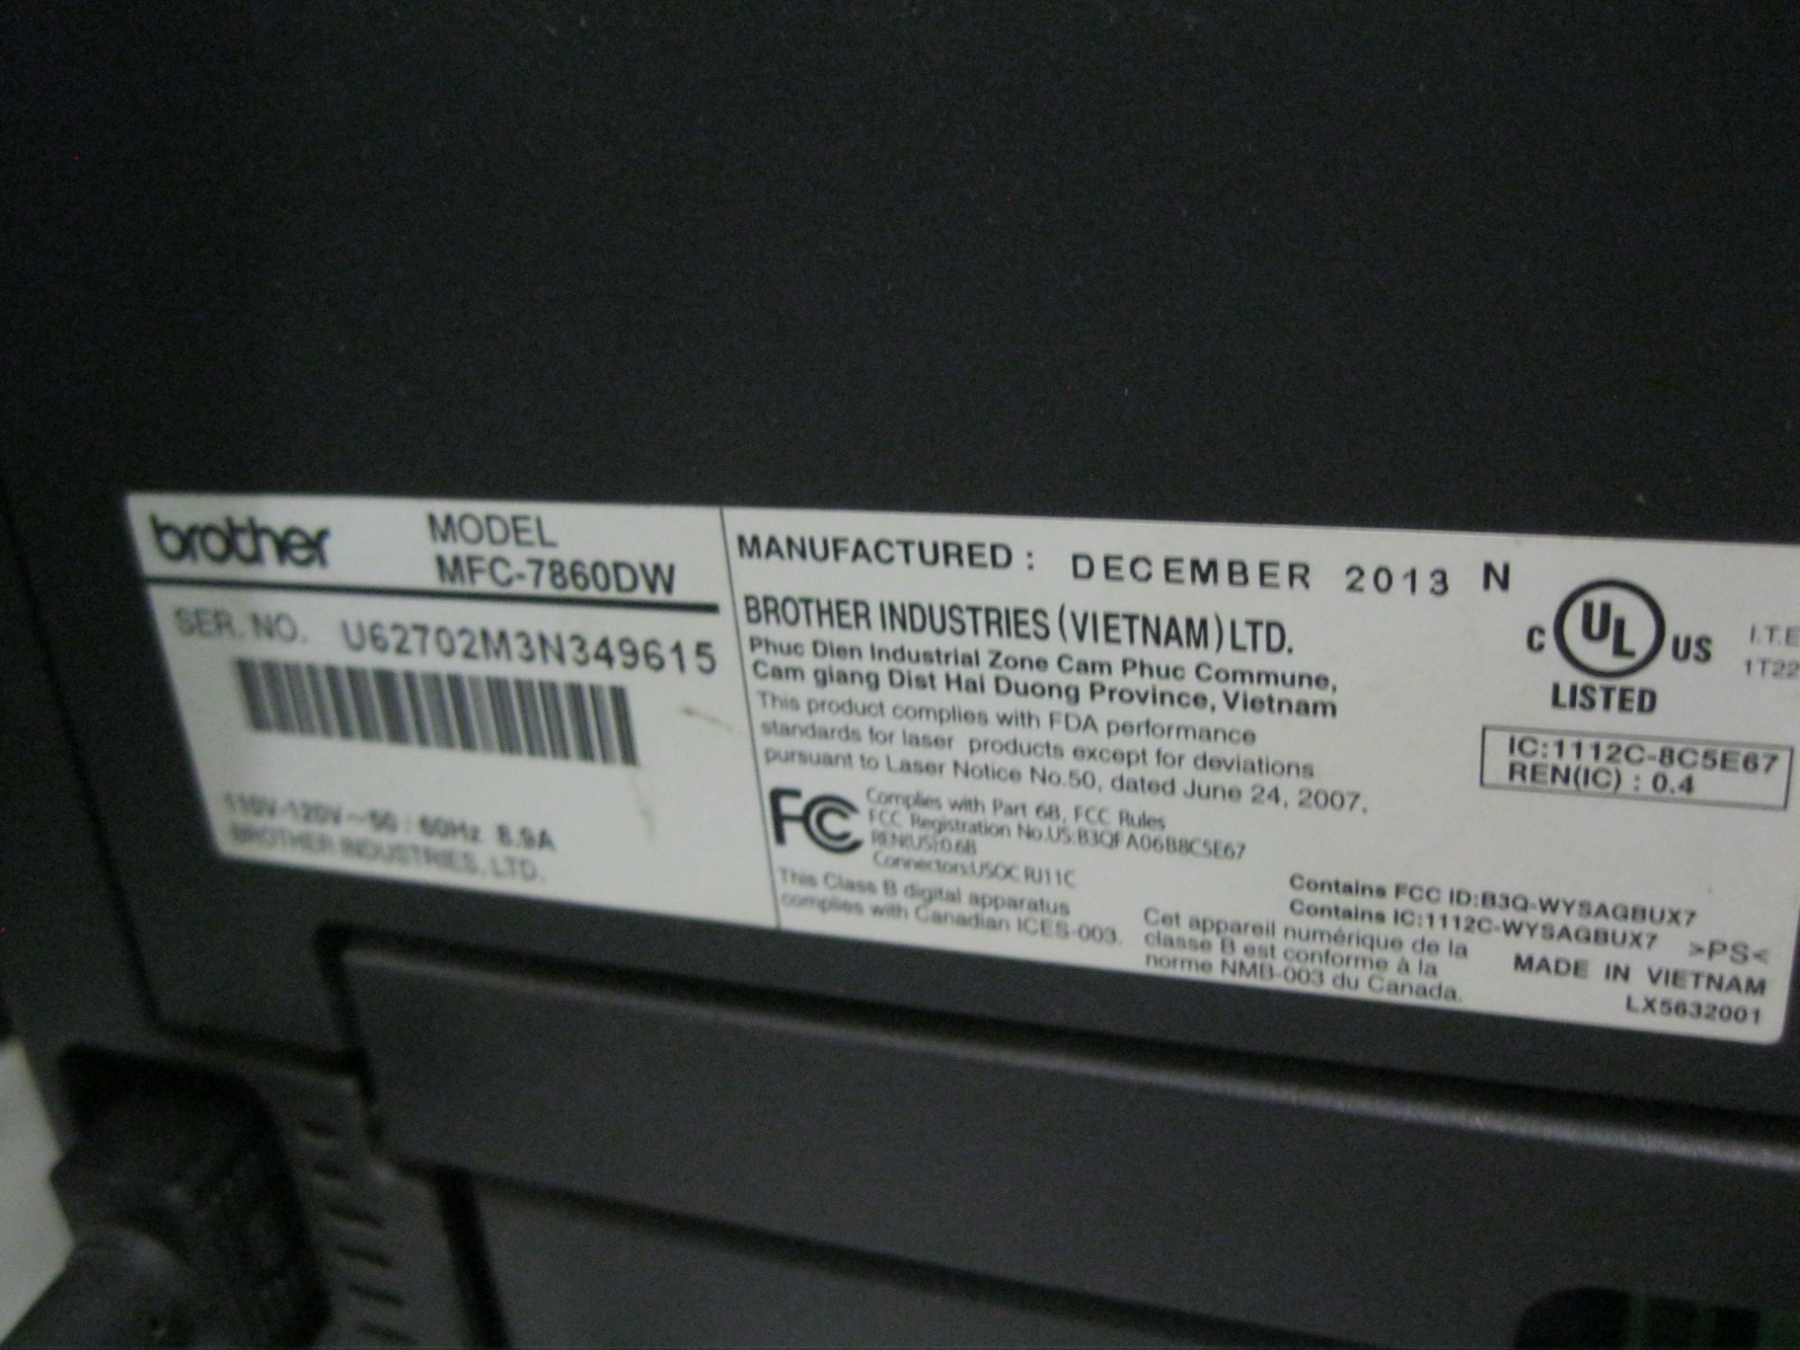 brother
MODEL
MFC-7860DW
SER. NO. U62702M3N349615
110V-120V~50/60Hz 8.9A
BROTHER INDUSTRIES, LTD.
MANUFACTURED : DECEMBER 2013 N
BROTHER INDUSTRIES (VIETNAM) LTD.
Phuc Dien Industrial Zone Cam Phuc Commune,
Cam giang Dist Hai Duong Province, Vietnam
This product complies with FDA performance
standards for laser products except for deviations
pursuant to Laser Notice No.50, dated June 24, 2007.
FC
Complies with Part 68, FCC Rules
FCC Registration No.US:B3QFA06B8C5E67
REN(US):0.6B
Connectors:USOC RJ11C
This Class B digital apparatus
complies with Canadian ICES-003.
Cet appareil numérique de la
classe B est conforme à la
norme NMB-003 du Canada.
C UL US
LISTED
I.T.E
1T22
IC:1112C-8C5E67
REN(IC) : 0.4
Contains FCC ID:B3Q-WYSAGBUX7
Contains IC:1112C-WYSAGBUX7
>PS<
MADE IN VIETNAM
LX5632001